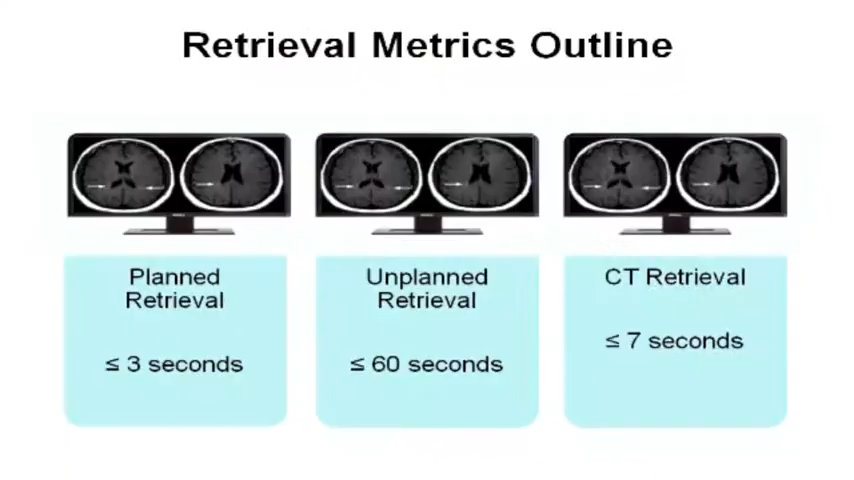 Retrieval Metrics Outline
Planned
Retrieval
≤ 3 seconds
Unplanned
Retrieval
≤ 60 seconds
CT Retrieval
≤ 7 seconds